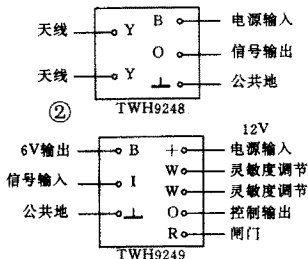 天线 Y B 电源输入
O 信号输出
天线 Y ⊥ 公共地
② TWH9248
12V
6V输出 B + 电源输入
信号输入 I W 灵敏度调节
W 灵敏度调节
公共地 ⊥ O 控制输出
R 闸门
TWH9249